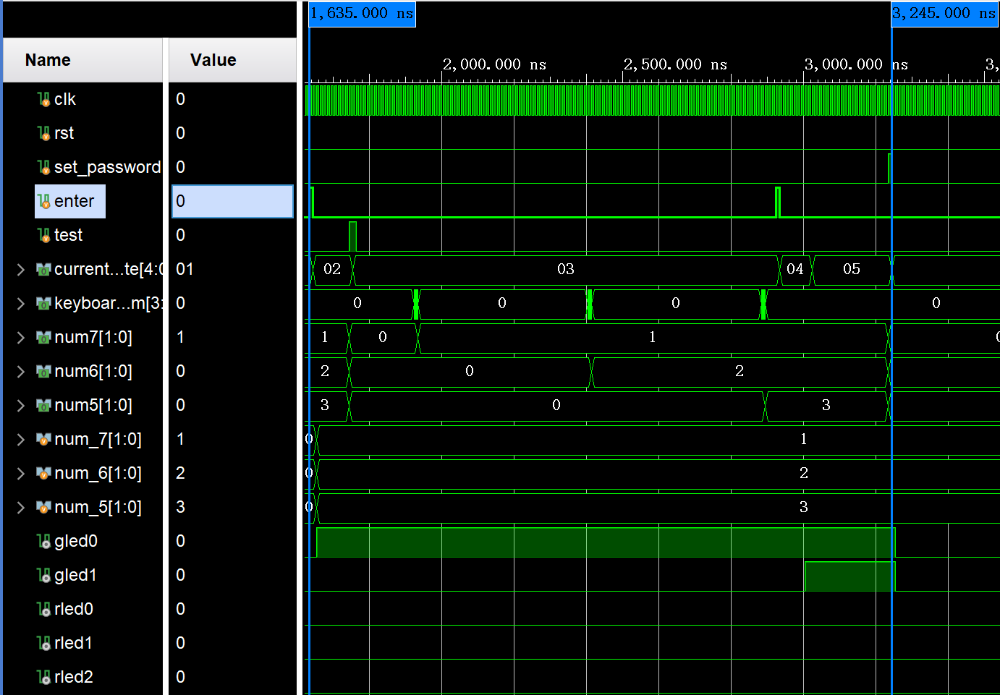 1,635.000 ns 3,245.000 ns
Name Value 2,000.000 ns 2,500.000 ns 3,000.000 ns 3,
clk 0
rst 0
set_password 0
enter 0
test 0
current...te[4:0 01 02 03 04 05
keyboar...m[3: 0 0 0 0 0
num7[1:0] 1 1 0 1 0
num6[1:0] 0 2 0 2
num5[1:0] 0 3 0 3
num_7[1:0] 1 0 1
num_6[1:0] 2 0 2
num_5[1:0] 3 0 3
gled0 0
gled1 0
rled0 0
rled1 0
rled2 0